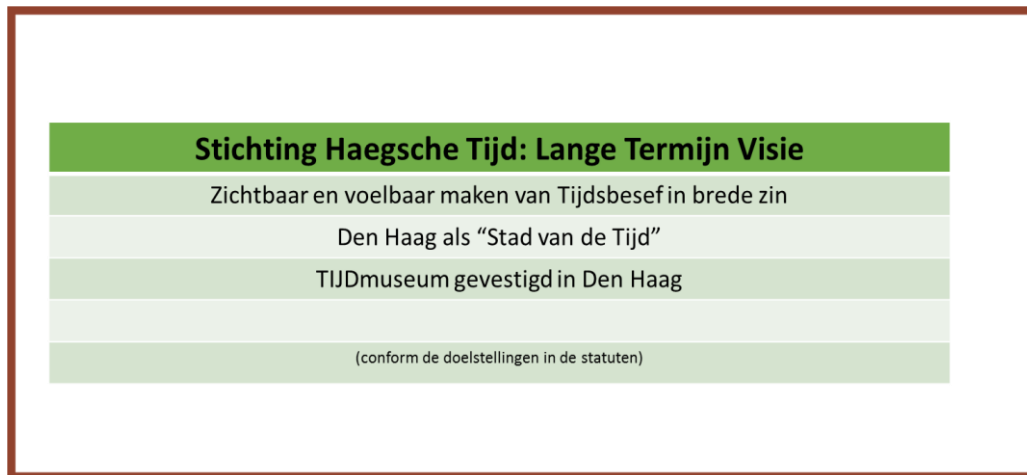 Stichting Haegsche Tijd: Lange Termijn Visie
Zichtbaar en voelbaar maken van Tijdsbesef in brede zin
Den Haag als “Stad van de Tijd”
TIJDmuseum gevestigd in Den Haag
(conform de doelstellingen in de statuten)